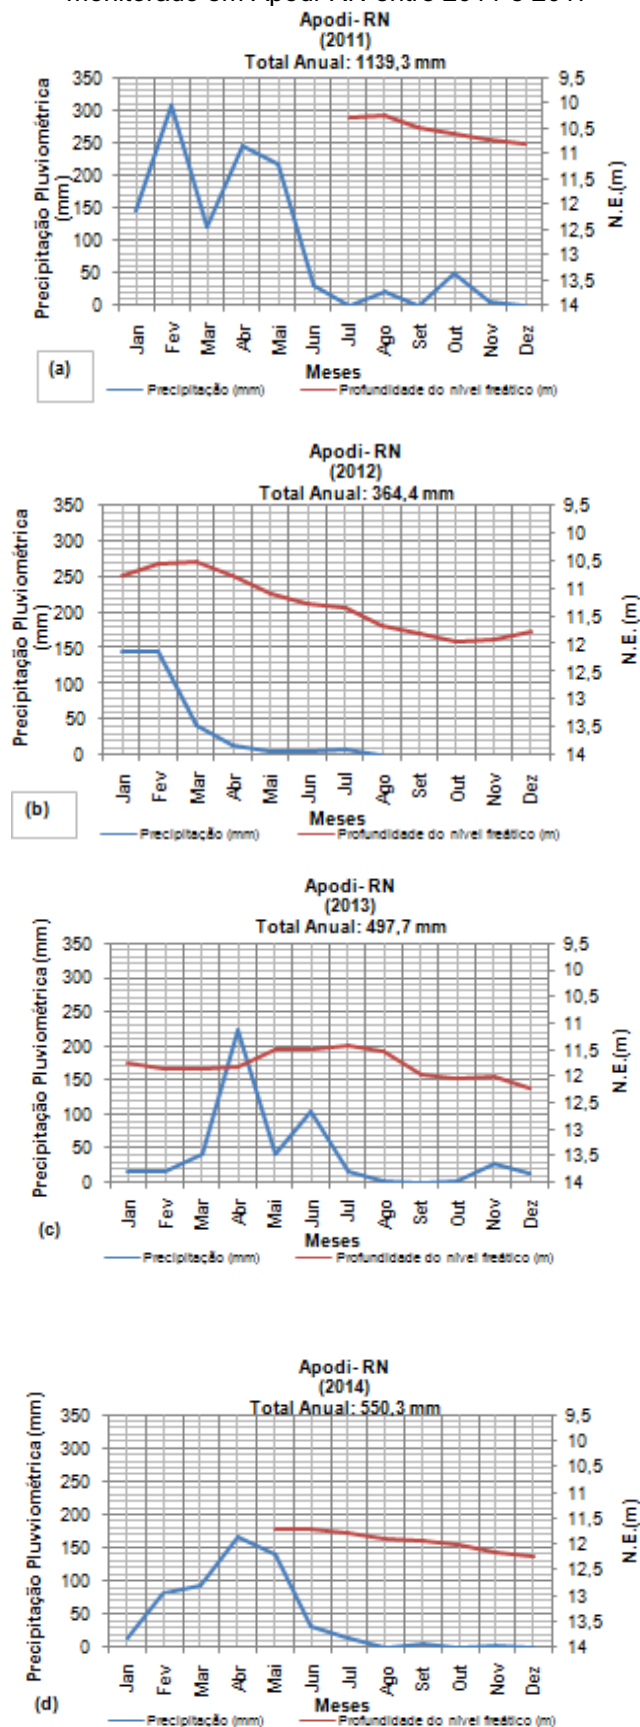 Apodi- RN
(2011)
Total Anual: 1139,3 mm
Precipitação Pluviométrica
(mm)
350
300
250
200
150
100
50
0
9,5
10
10,5
11
11,5
12
12,5
13
13,5
14
N.E.(m)
Jan
Fev
Mar
Abr
Mai
Jun
Jul
Ago
Set
Out
Nov
Dez
Meses
(a)
Precipitação (mm)
Profundidade do nível freático (m)
Apodi- RN
(2012)
Total Anual: 364,4 mm
Precipitação Pluviométrica
(mm)
350
300
250
200
150
100
50
0
9,5
10
10,5
11
11,5
12
12,5
13
13,5
14
N.E.(m)
Jan
Fev
Mar
Abr
Mai
Jun
Jul
Ago
Set
Out
Nov
Dez
Meses
(b)
Precipitação (mm)
Profundidade do nível freático (m)
Apodi- RN
(2013)
Total Anual: 497,7 mm
Precipitação Pluviométrica (mm)
350
300
250
200
150
100
50
0
9,5
10
10,5
11
11,5
12
12,5
13
13,5
14
N.E.(m)
Jan
Fev
Mar
Abr
Mai
Jun
Jul
Ago
Set
Out
Nov
Dez
Meses
(c)
Precipitação (mm)
Profundidade do nível freático (m)
Apodi- RN
(2014)
Total Anual: 550,3 mm
Precipitação Pluvviométrica (mm)
350
300
250
200
150
100
50
0
9,5
10
10,5
11
11,5
12
12,5
13
13,5
14
N.E.(m)
Jan
Fev
Mar
Abr
Mai
Jun
Jul
Ago
Set
Out
Nov
Dez
Meses
(d)
Precipitação (mm)
Profundidade do nível freático (m)